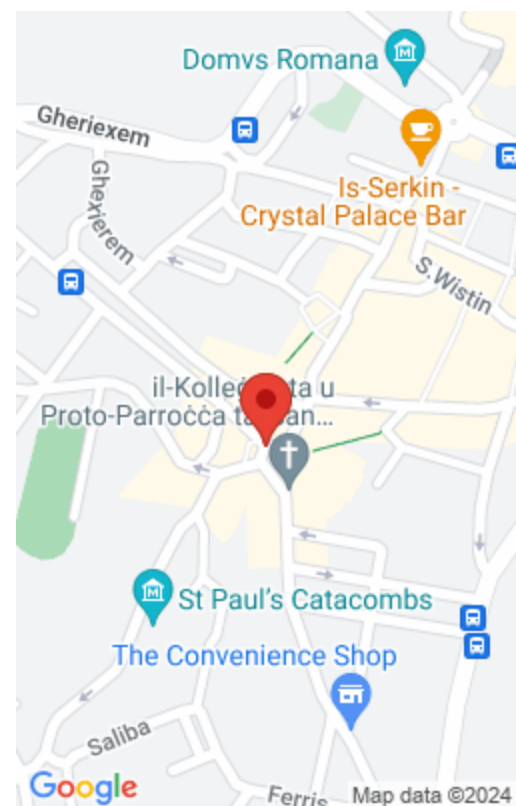 Domvs Romana
Gheriexem
Is-Serkin -
Crystal Palace Bar
Għexierem
S.Wistin
u
Proto-Parroċċa
St Paul's Catacombs
The Convenience Shop
Saliba
Google
Ferris
Map data ©2024